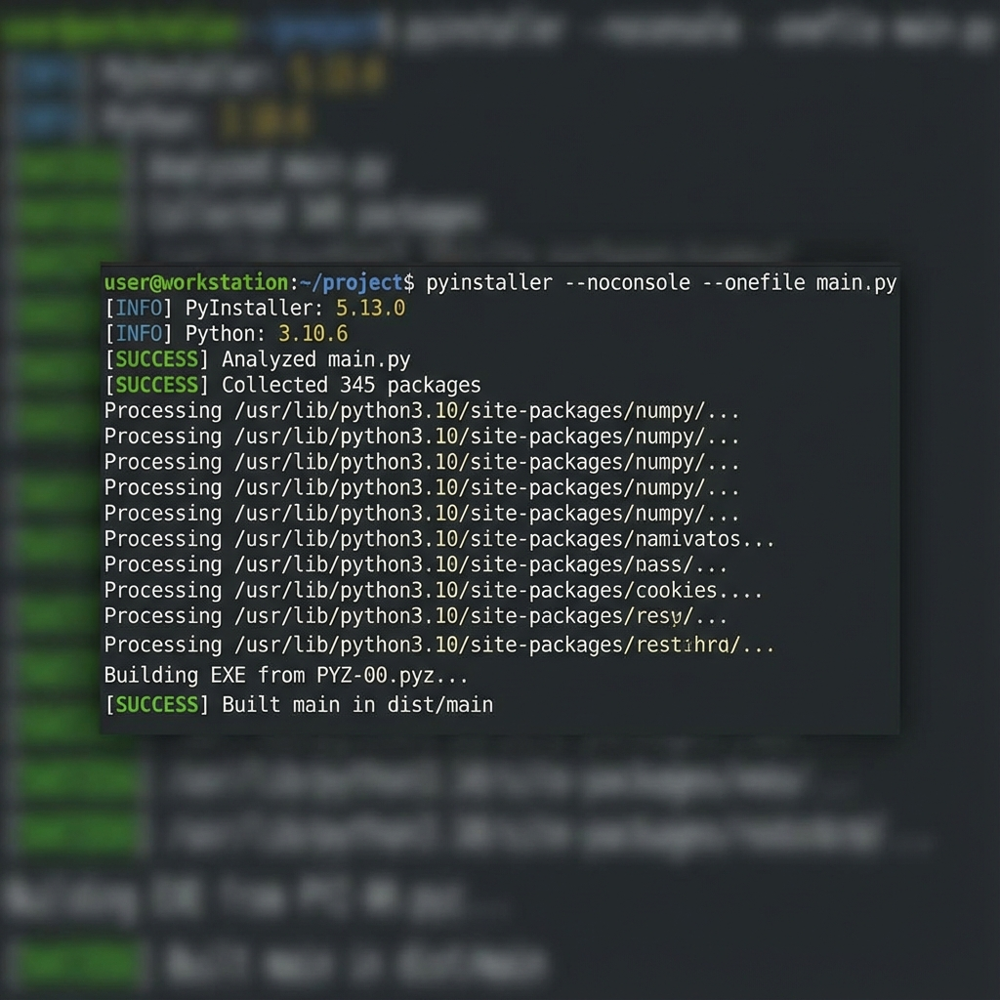 user@workstation:~/project$ pyinstaller --noconsole --onefile main.py
[INFO] PyInstaller: 5.13.0
[INFO] Python: 3.10.6
[SUCCESS] Analyzed main.py
[SUCCESS] Collected 345 packages
Processing /usr/lib/python3.10/site-packages/numpy/...
Processing /usr/lib/python3.10/site-packages/numpy/...
Processing /usr/lib/python3.10/site-packages/numpy/...
Processing /usr/lib/python3.10/site-packages/numpy/...
Processing /usr/lib/python3.10/site-packages/numpy/...
Processing /usr/lib/python3.10/site-packages/namivatos...
Processing /usr/lib/python3.10/site-packages/pass/...
Processing /usr/lib/python3.10/site-packages/cookies....
Processing /usr/lib/python3.10/site-packages/
Processing /usr/lib/python3.10/site-packages/
Building EXE from PYZ-00.pyz...
[SUCCESS] Built main in dist/main